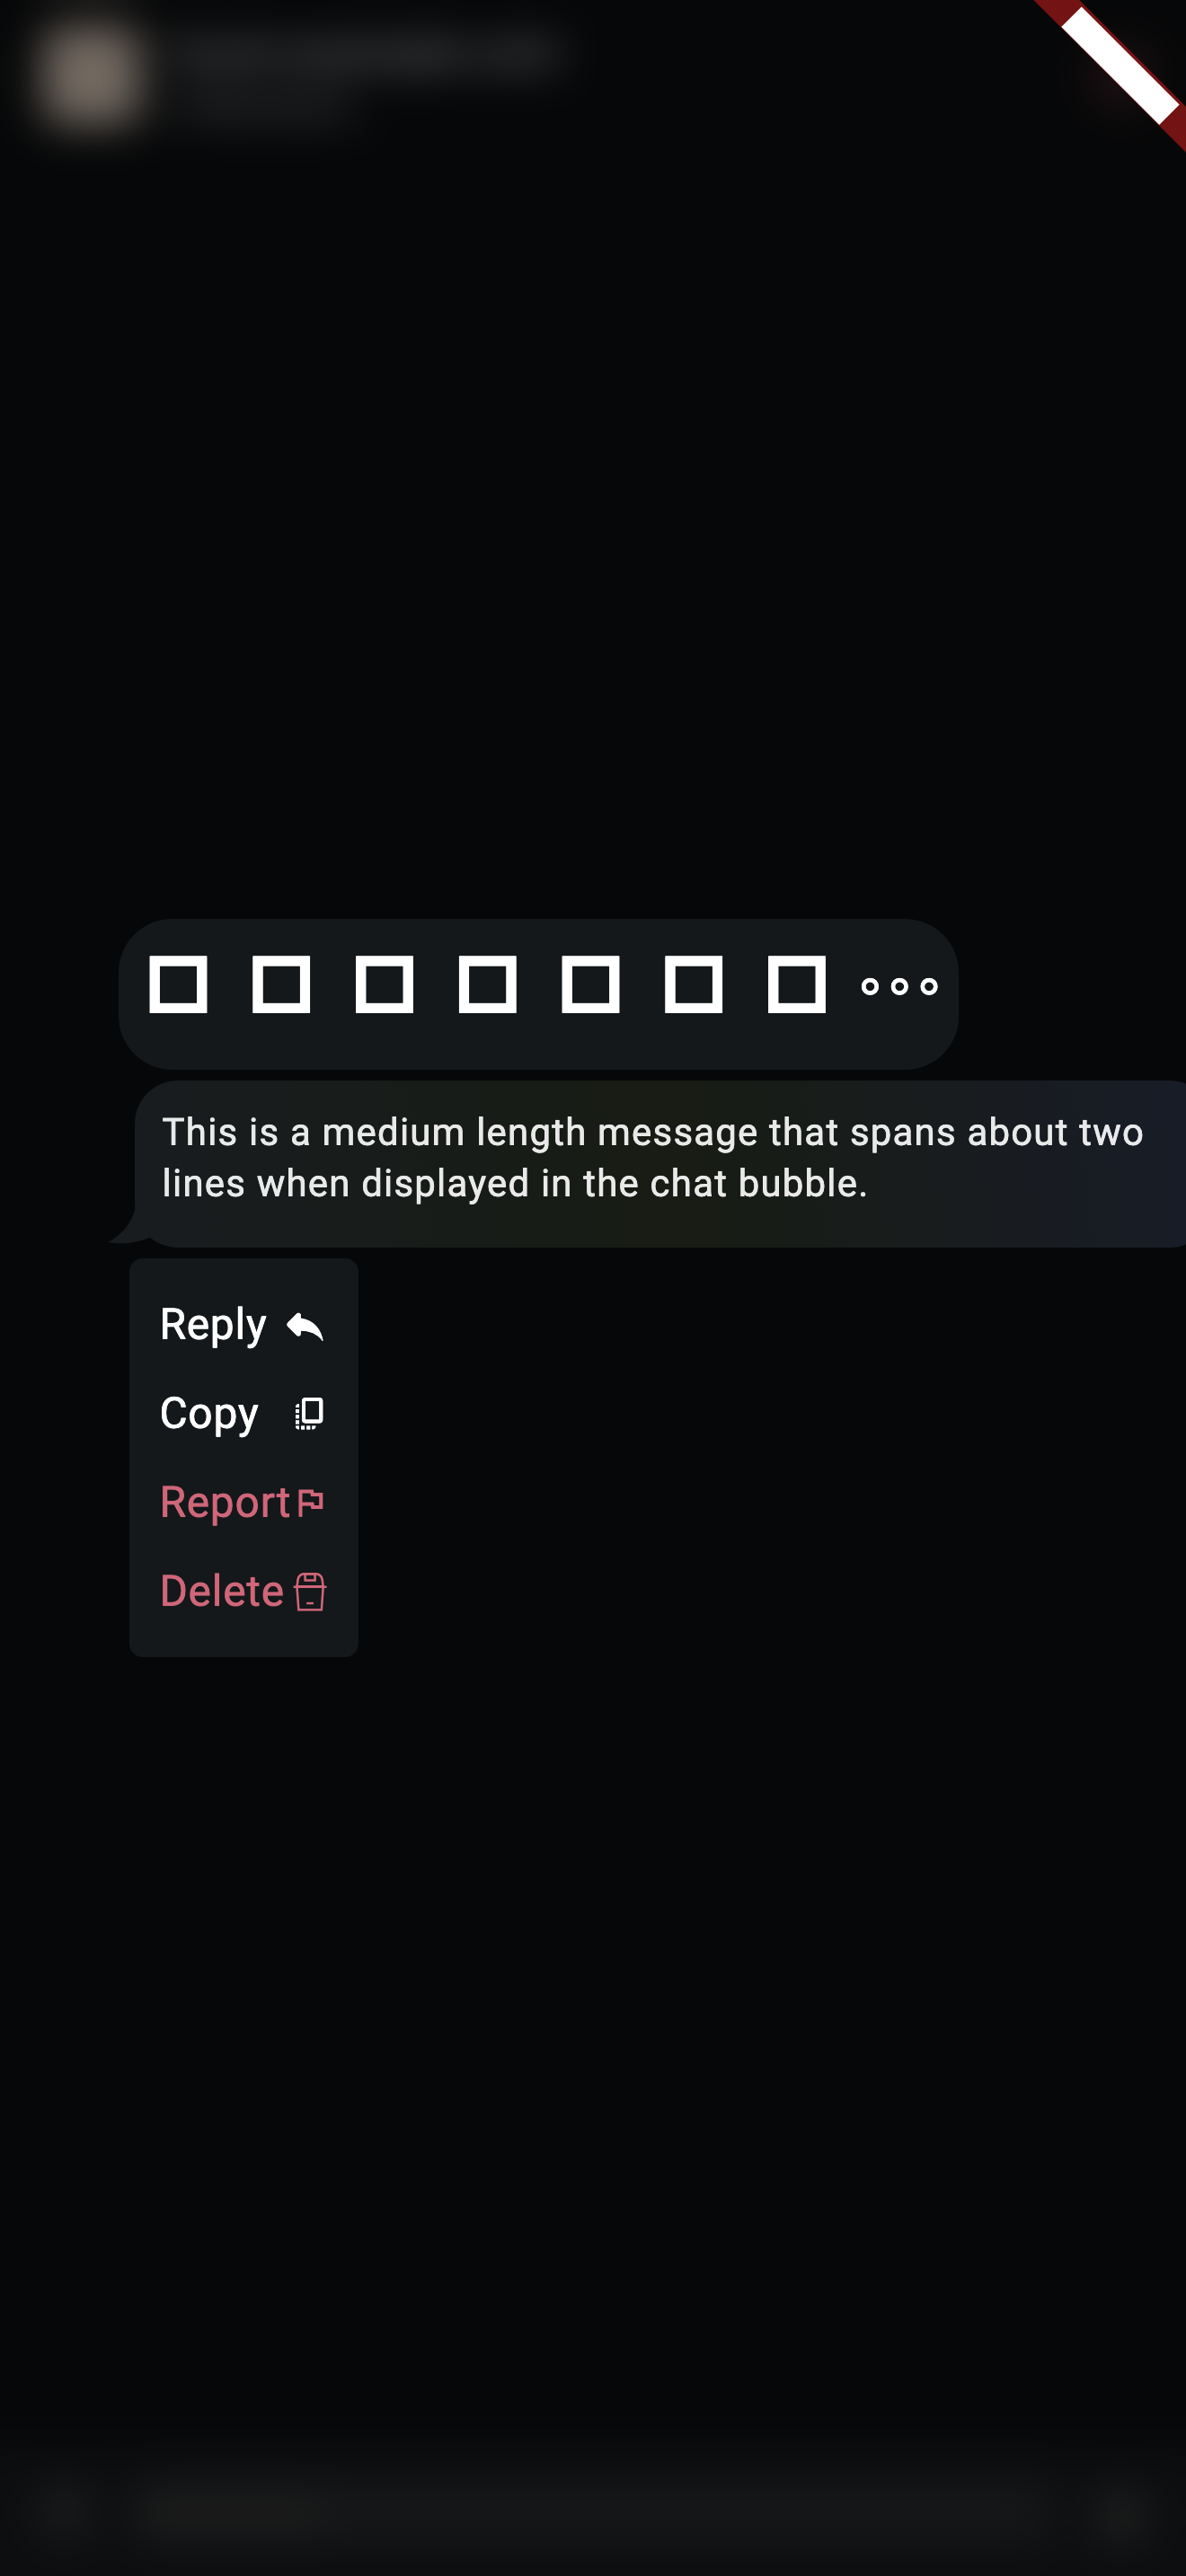 This is a medium length message that spans about two
lines when displayed in the chat bubble.
Reply
Copy
Report
Delete